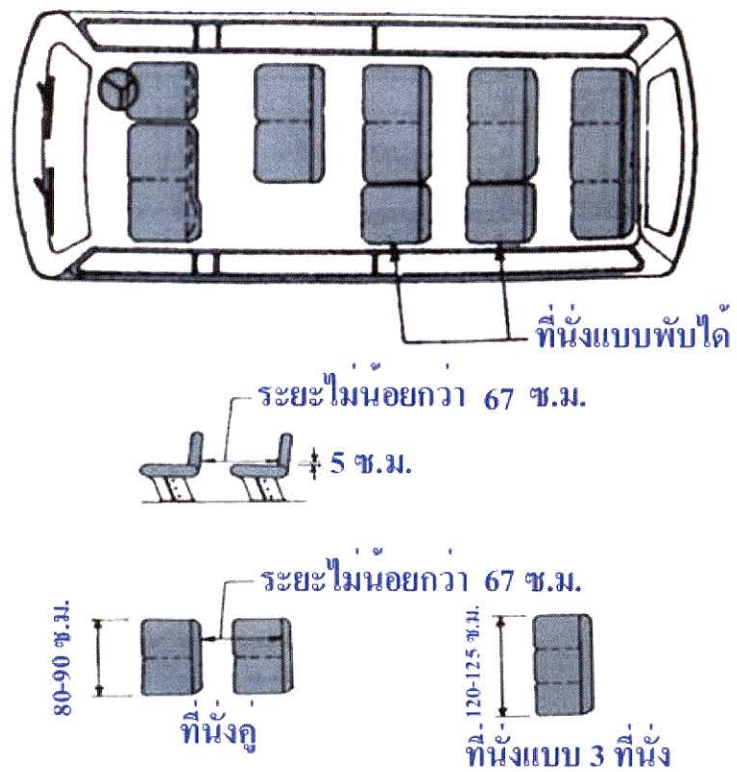 ที่นั่งแบบพับได้
ระยะไม่น้อยกว่า 67 ซ.ม.
5 ซ.ม.
ระยะไม่น้อยกว่า 67 ซ.ม.
80-90 ซ.ม.
120-125 ซ.ม.
ที่นั่งคู่
ที่นั่งแบบ 3 ที่นั่ง